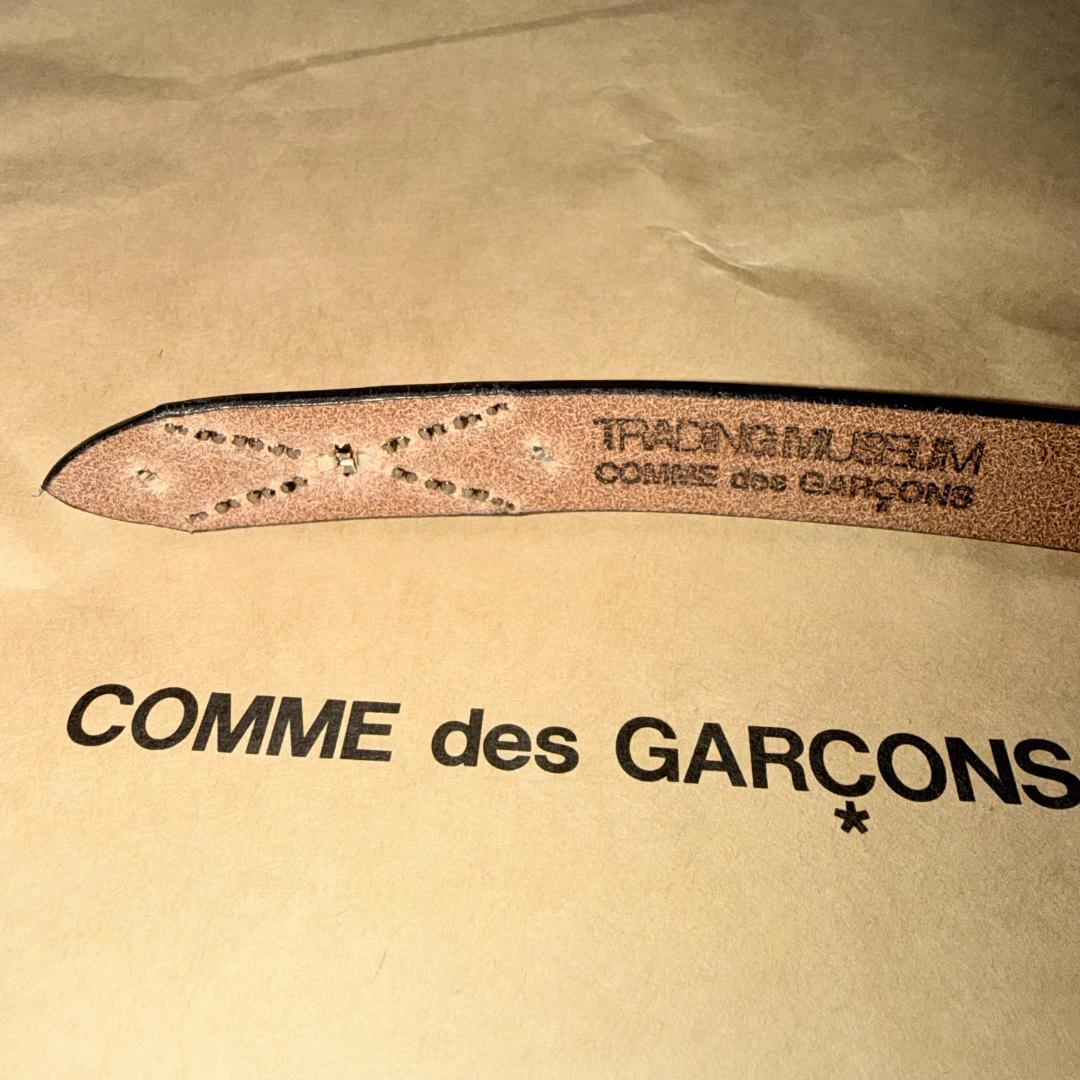 TRADING MUSEUM
COMME des GARÇONS
COMME des GARÇONS
*